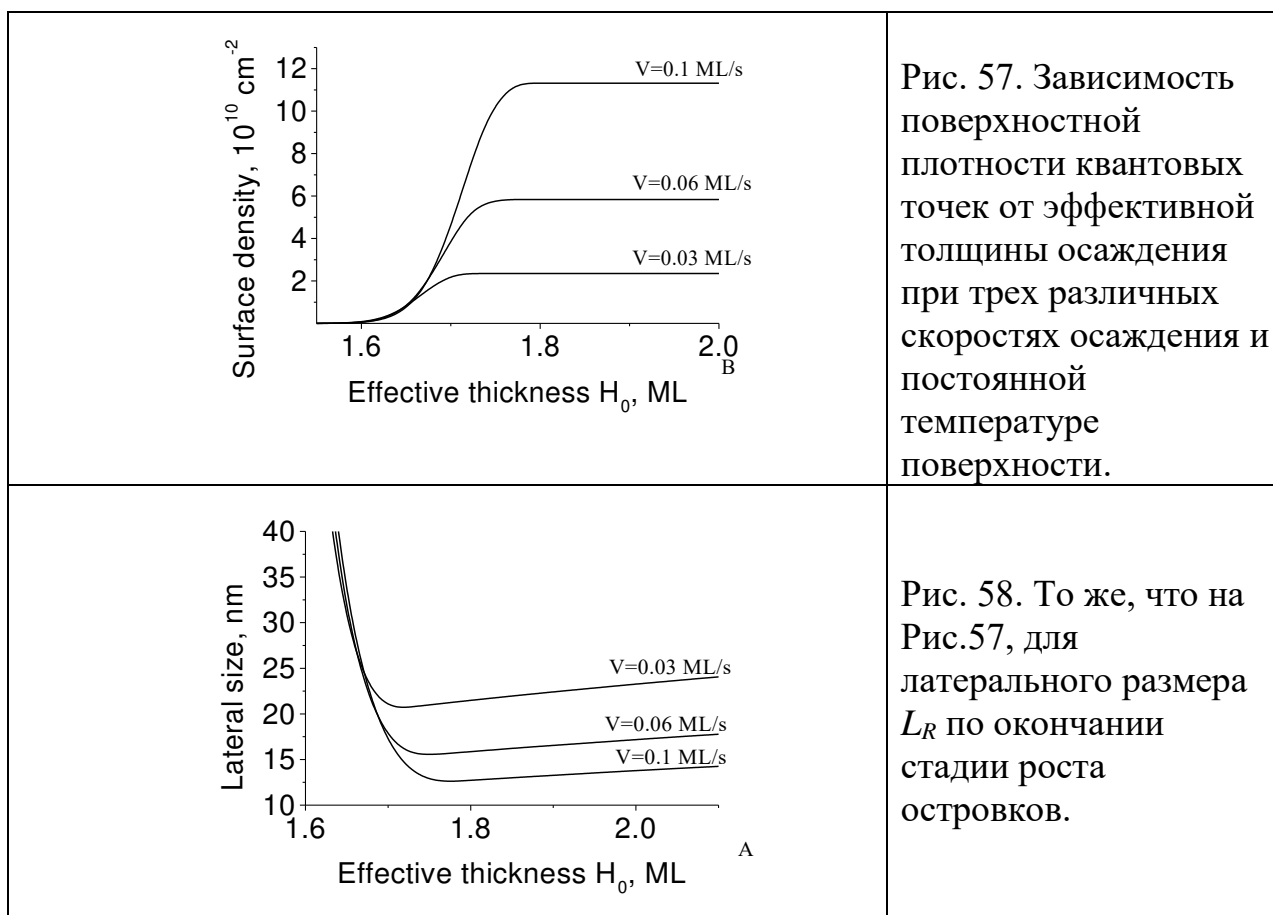 Surface density, 10^10 cm^-2
12
10
8
6
4
2
V=0.1 ML/s
V=0.06 ML/s
V=0.03 ML/s
1.6 1.8 2.0
B
Effective thickness H_0, ML
Рис. 57. Зависимость
поверхностной
плотности квантовых
точек от эффективной
толщины осаждения
при трех различных
скоростях осаждения и
постоянной
температуре
поверхности.
Lateral size, nm
40
35
30
25
20
15
10
V=0.03 ML/s
V=0.06 ML/s
V=0.1 ML/s
1.6 1.8 2.0
A
Effective thickness H_0, ML
Рис. 58. То же, что на
Рис.57, для
латерального размера
L_R по окончании
стадии роста
островков.